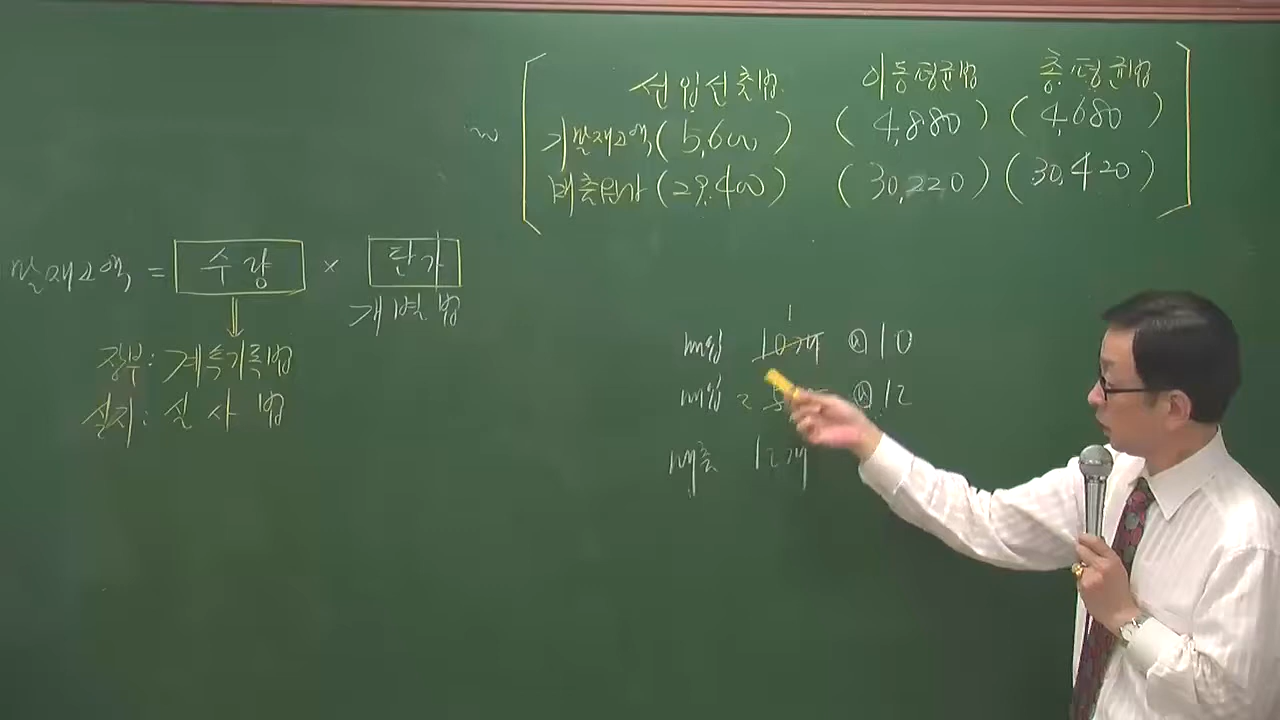 선입선출법 이동평균법 총평균법
기말재고액 (5,600) (4,880) (4,680)
매출원가 (29,400) (30,220) (30,420)
말재고액 = 수량 × 단가
개별법
장부: 계속기록법
실지: 실사법
1
매입 10개 @10
매입 2 @12
매출 12개